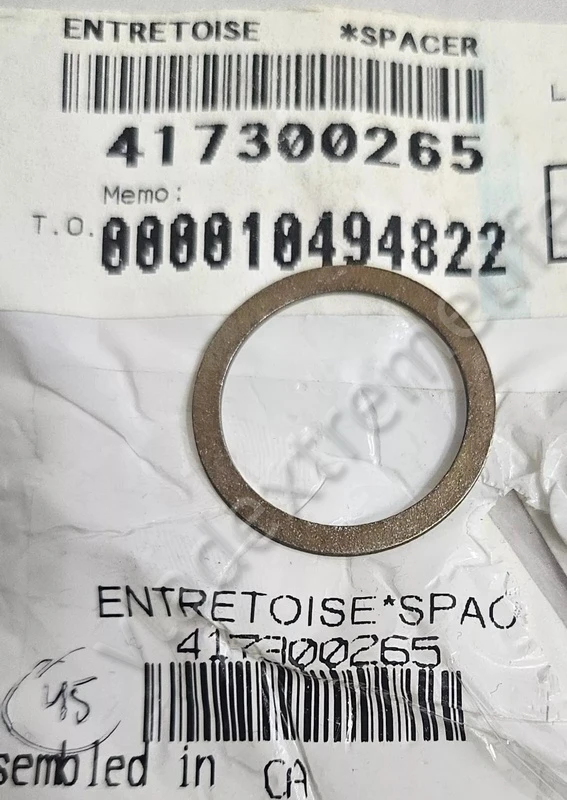 ENTRETOISE *SPACER
417300265
Memo:
T.O. 000010494822
ENTRETOISE*SPAC
417300265
45
sembled in CA